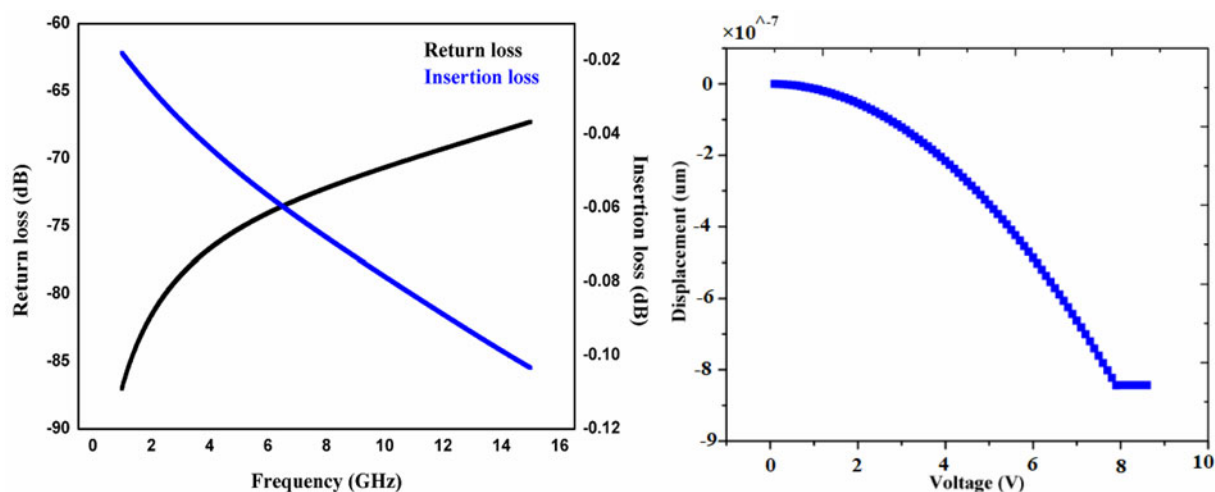 -60
-65
-70
-75
-80
-85
-90
Return loss (dB)
Return loss
Insertion loss
-0.02
-0.04
-0.06
-0.08
-0.10
-0.12
Insertion loss (dB)
0 2 4 6 8 10 12 14 16
Frequency (GHz)
×10^-7
0
-2
-4
-6
-8
-9
Displacement (um)
0 2 4 6 8 10
Voltage (V)